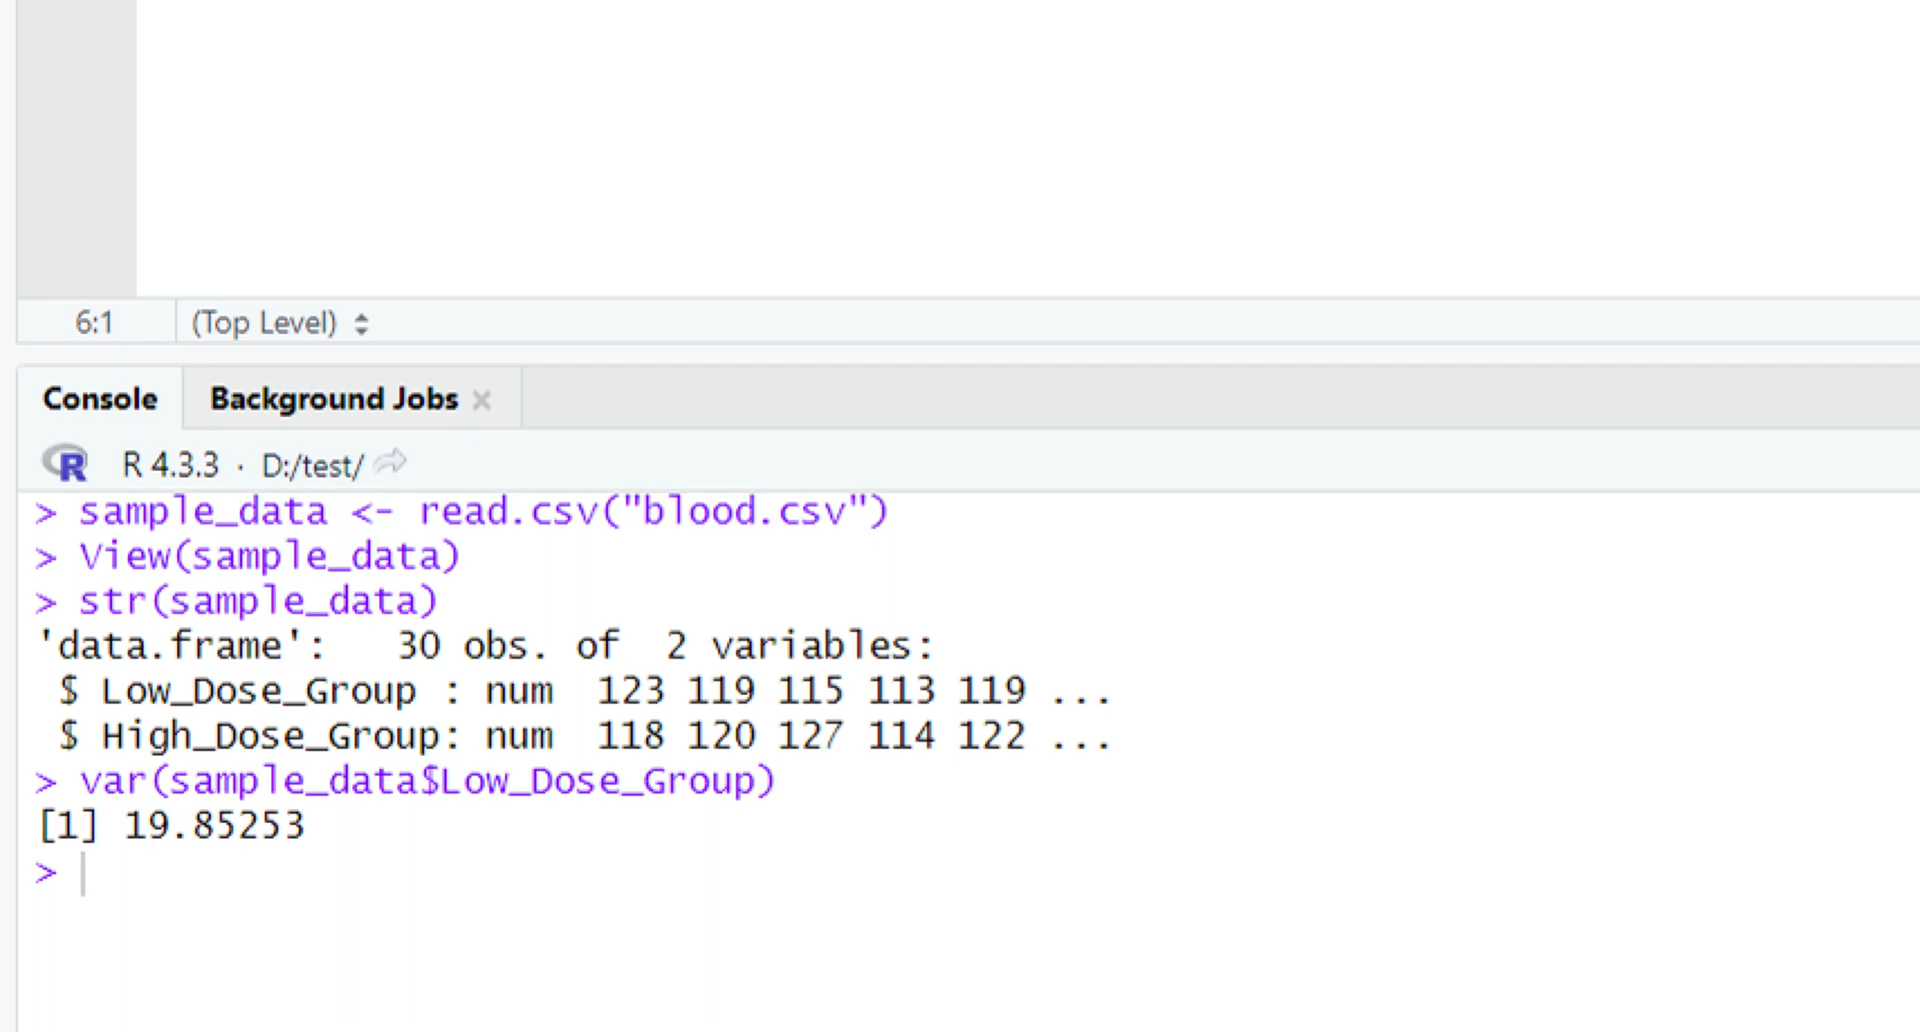 6:1 (Top Level)
Console Background Jobs
R R 4.3.3 · D:/test/
> sample_data <- read.csv("blood.csv")
> View(sample_data)
> str(sample_data)
'data.frame':   30 obs. of  2 variables:
 $ Low_Dose_Group : num  123 119 115 113 119 ...
 $ High_Dose_Group: num  118 120 127 114 122 ...
> var(sample_data$Low_Dose_Group)
[1] 19.85253
>